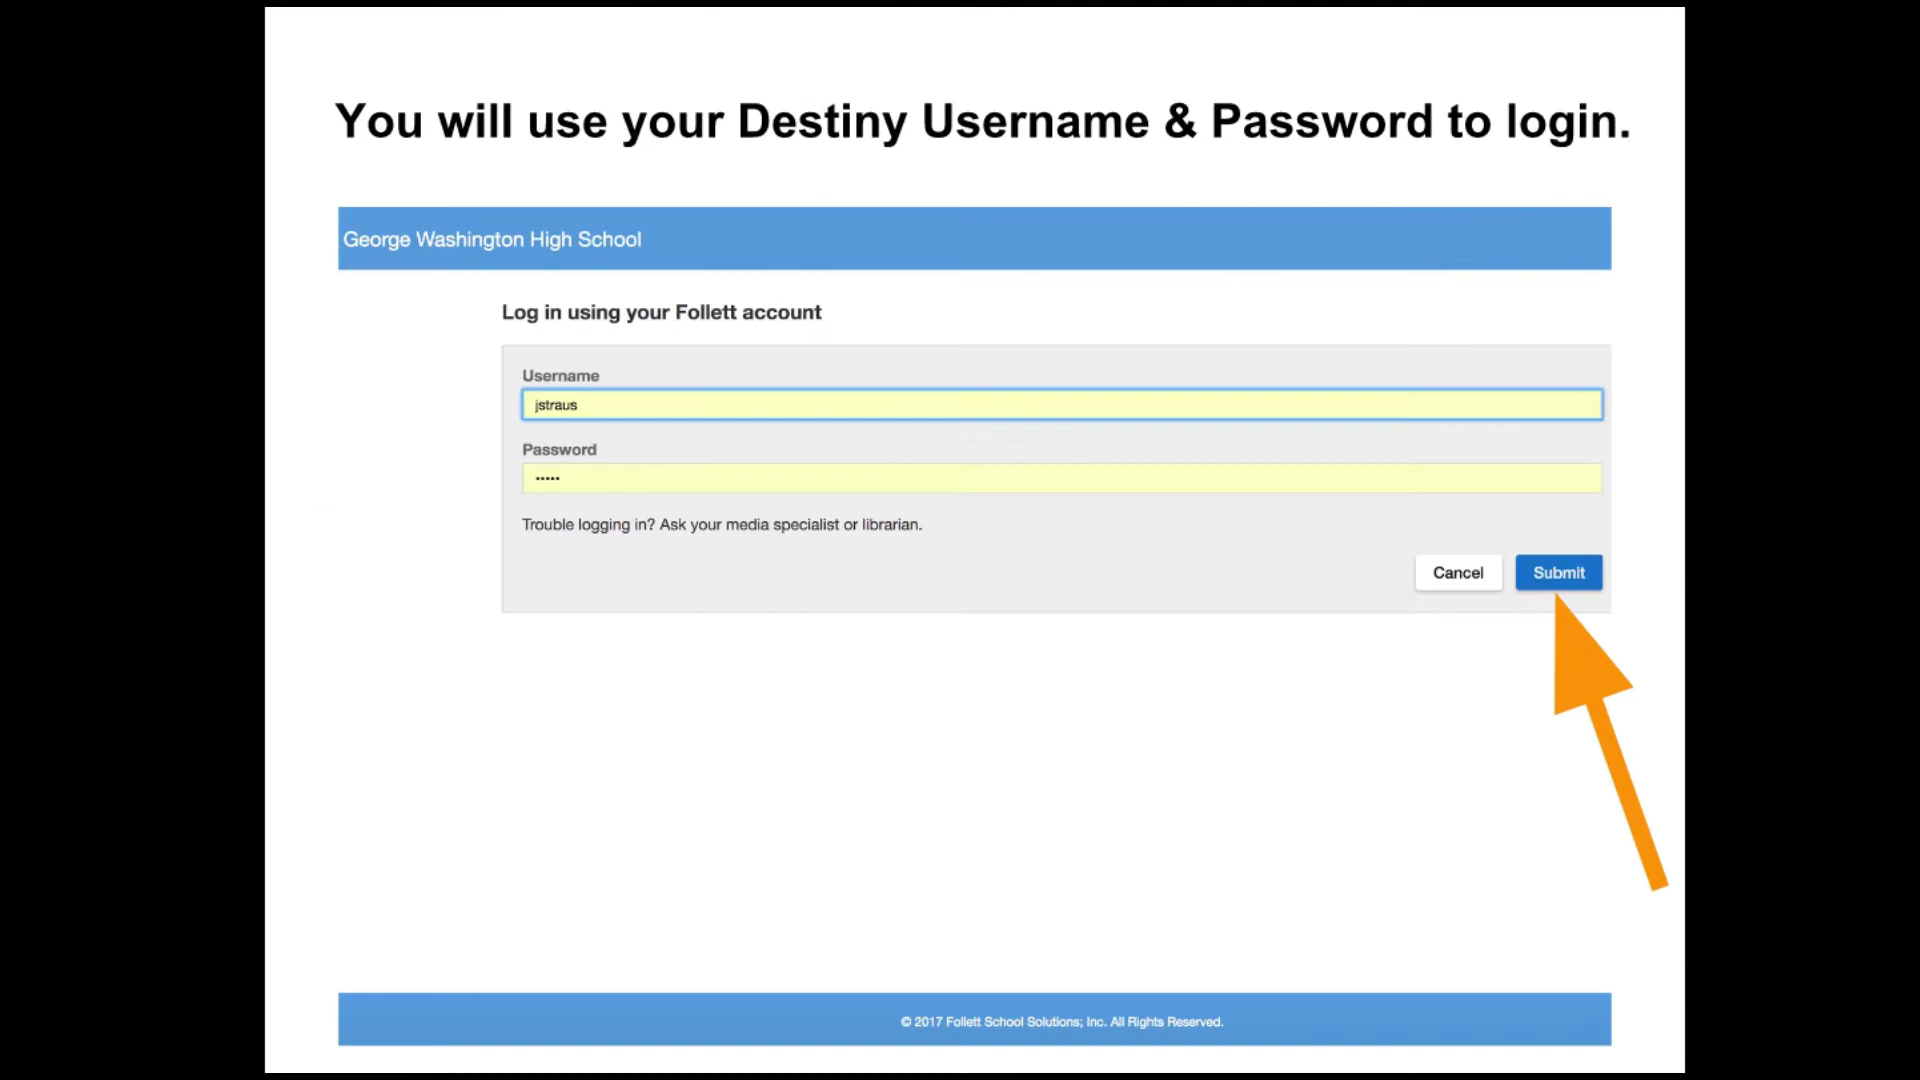 You will use your Destiny Username & Password to login.
George Washington High School
Log in using your Follett account
Username
jstraus
Password
•••••
Trouble logging in? Ask your media specialist or librarian.
Cancel Submit
© 2017 Follett School Solutions; Inc. All Rights Reserved.